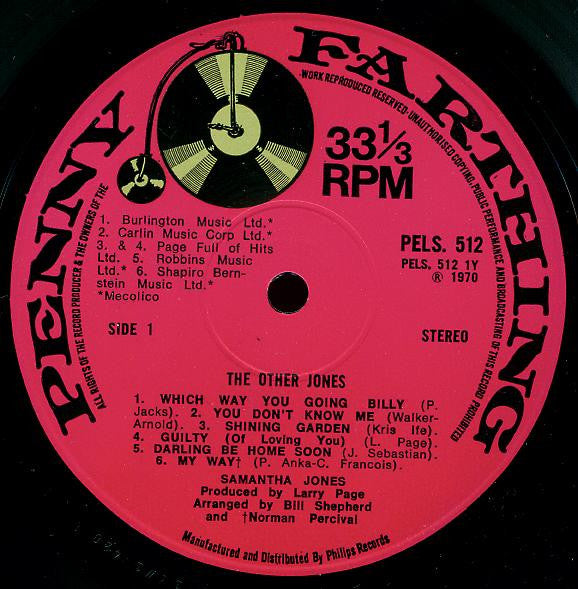 PENNY FARTHING
ALL RIGHTS OF THE RECORD PRODUCER & THE OWNERS OF THE
WORK REPRODUCED RESERVED. UNAUTHORISED COPYING, PUBLIC PERFORMANCE AND BROADCASTING OF THIS RECORD PROHIBITED
33 1/3
RPM
1. Burlington Music Ltd.*
2. Carlin Music Corp Ltd.*
3. & 4. Page Full of Hits
Ltd. 5. Robbins Music
Ltd.* 6. Shapiro Bern-
stein Music Ltd.*
*Mecolico
PELS. 512
PELS. 512 1Y
℗ 1970
SiDE 1
STEREO
THE OTHER JONES
1. WHICH WAY YOU GOING BILLY (P.
Jacks). 2. YOU DON'T KNOW ME (Walker-
Arnold). 3. SHINING GARDEN (Kris Ife).
4. GUILTY (Of Loving You) (L. Page).
5. DARLING BE HOME SOON (J. Sebastian).
6. MY WAY† (P. Anka-C. Francois).
SAMANTHA JONES
Produced by Larry Page
Arranged by Bill Shepherd
and †Norman Percival
Manufactured and Distributed By Philips Records